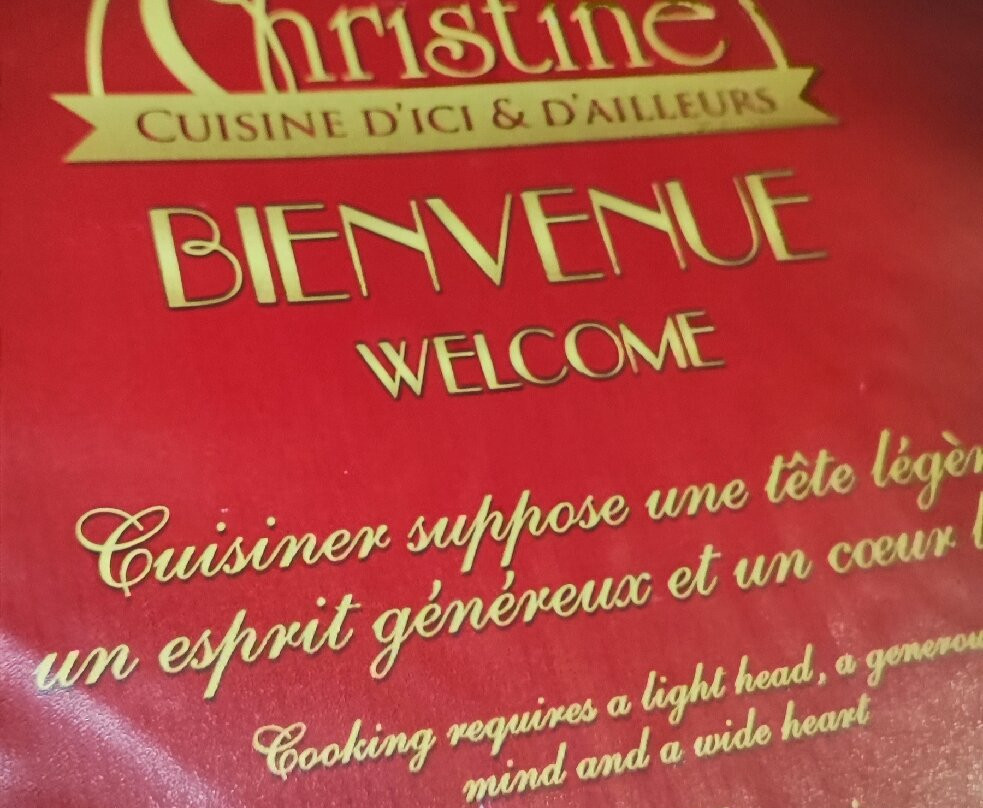 Christine
CUISINE D'ICI & D'AILLEURS
BIENVENUE
WELCOME
Cuisiner suppose une tête
un esprit généreux et un cœur
Cooking requires a light head, a
mind and a wide heart